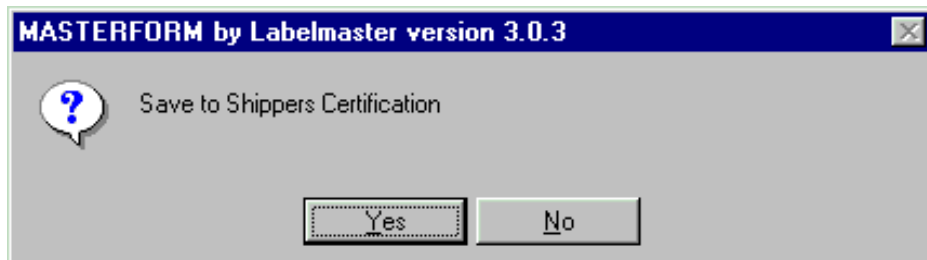 MASTERFORM by Labelmaster version 3.0.3
Save to Shippers Certification
Yes No